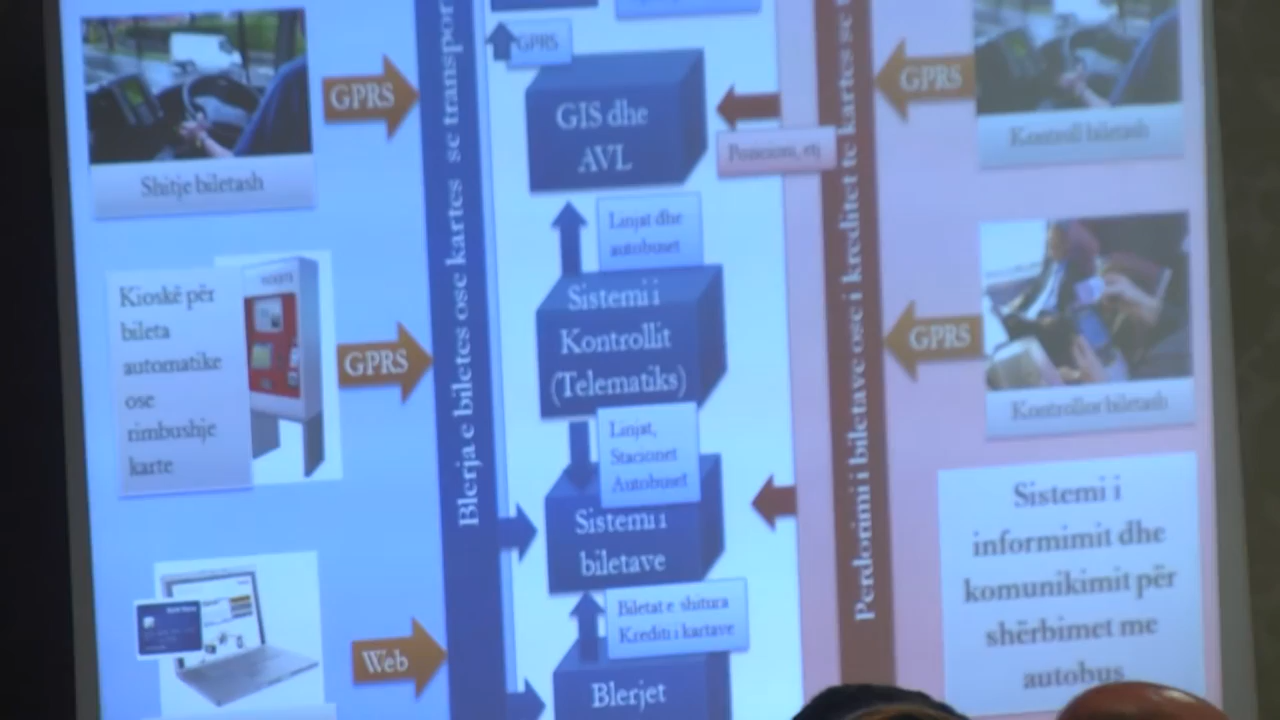 GPRS
Shitje biletash
Kioskë për
bileta
automatike
ose
rimbushje
karte
GPRS
Web
Blerja e biletes ose kartes se transpor
GPRS
GIS dhe
AVL
Linjat dhe
autobuset
Sistemi i
Kontrollit
(Telematiks)
Linjat,
Stacionet
Autobuset
Sistemi i
biletave
Biletat e shitura
Krediti i kartave
Blerjet
Pozicioni, etj
Perdorimi i biletave ose i kreditet te kartes se
GPRS
Kontroll biletash
GPRS
Kontrollor biletash
Sistemi i
informimit dhe
komunikimit për
shërbimet me
autobus